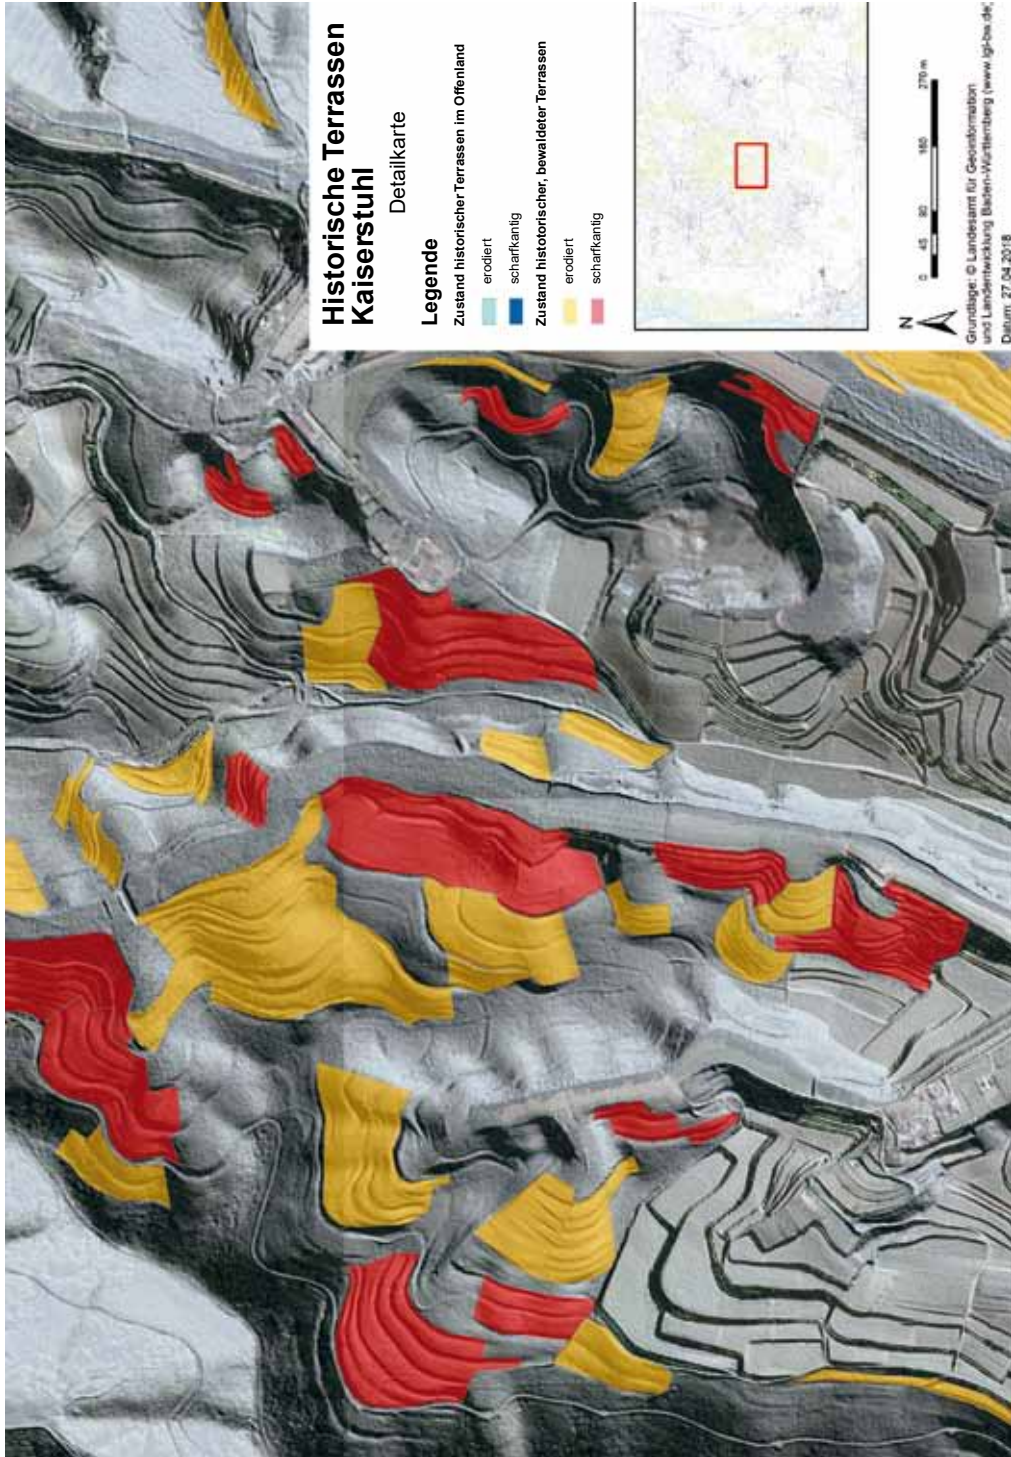 Historische Terrassen
Kaiserstuhl
Detailkarte
Legende
Zustand historischer Terrassen im Offenland
erodiert
scharfkantig
Zustand histotorischer, bewaldeter Terrassen
erodiert
scharfkantig
N
0 45 90 180 270 m
Grundlage: © Landesamt für Geoinformation
und Landentwicklung Baden-Württemberg (www.lgl-bw.de)
Datum: 27.04.2018